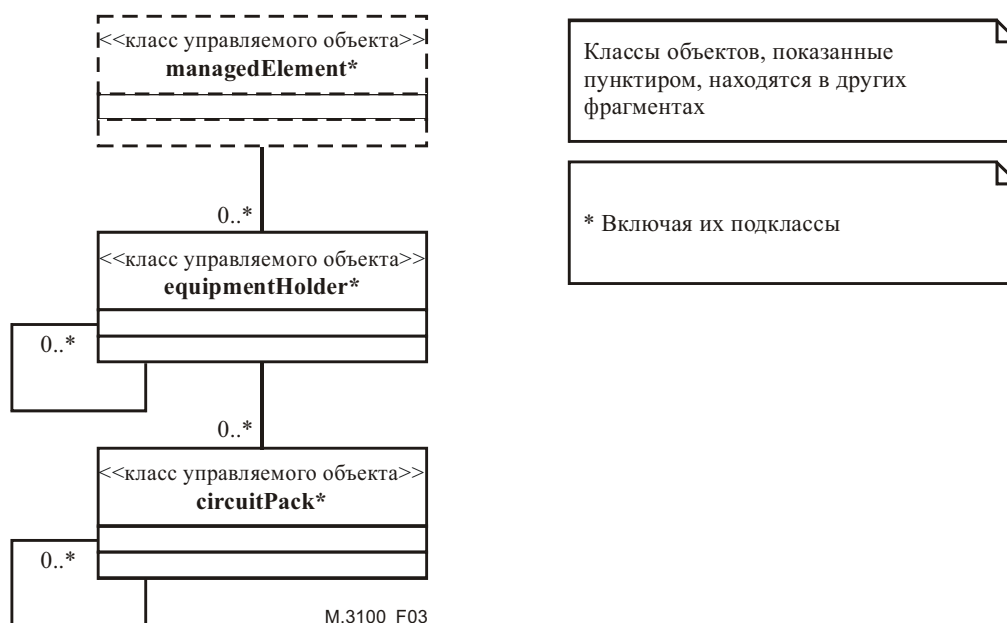 <<класс управляемого объекта>>
managedElement*
0..*
<<класс управляемого объекта>>
equipmentHolder*
0..*
0..*
<<класс управляемого объекта>>
circuitPack*
0..*
M.3100_F03
Классы объектов, показанные
пунктиром, находятся в других
фрагментах
* Включая их подклассы